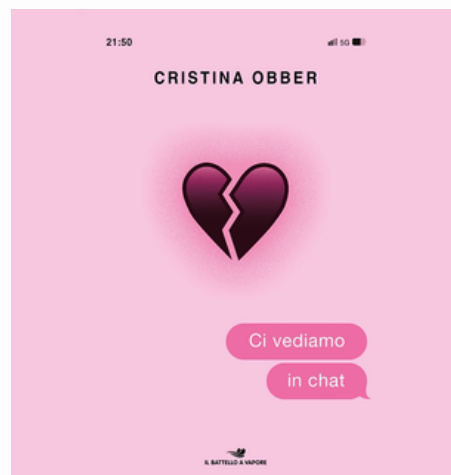 21:50 5G
CRISTINA OBBER
Ci vediamo
in chat
IL BATTELLO A VAPORE